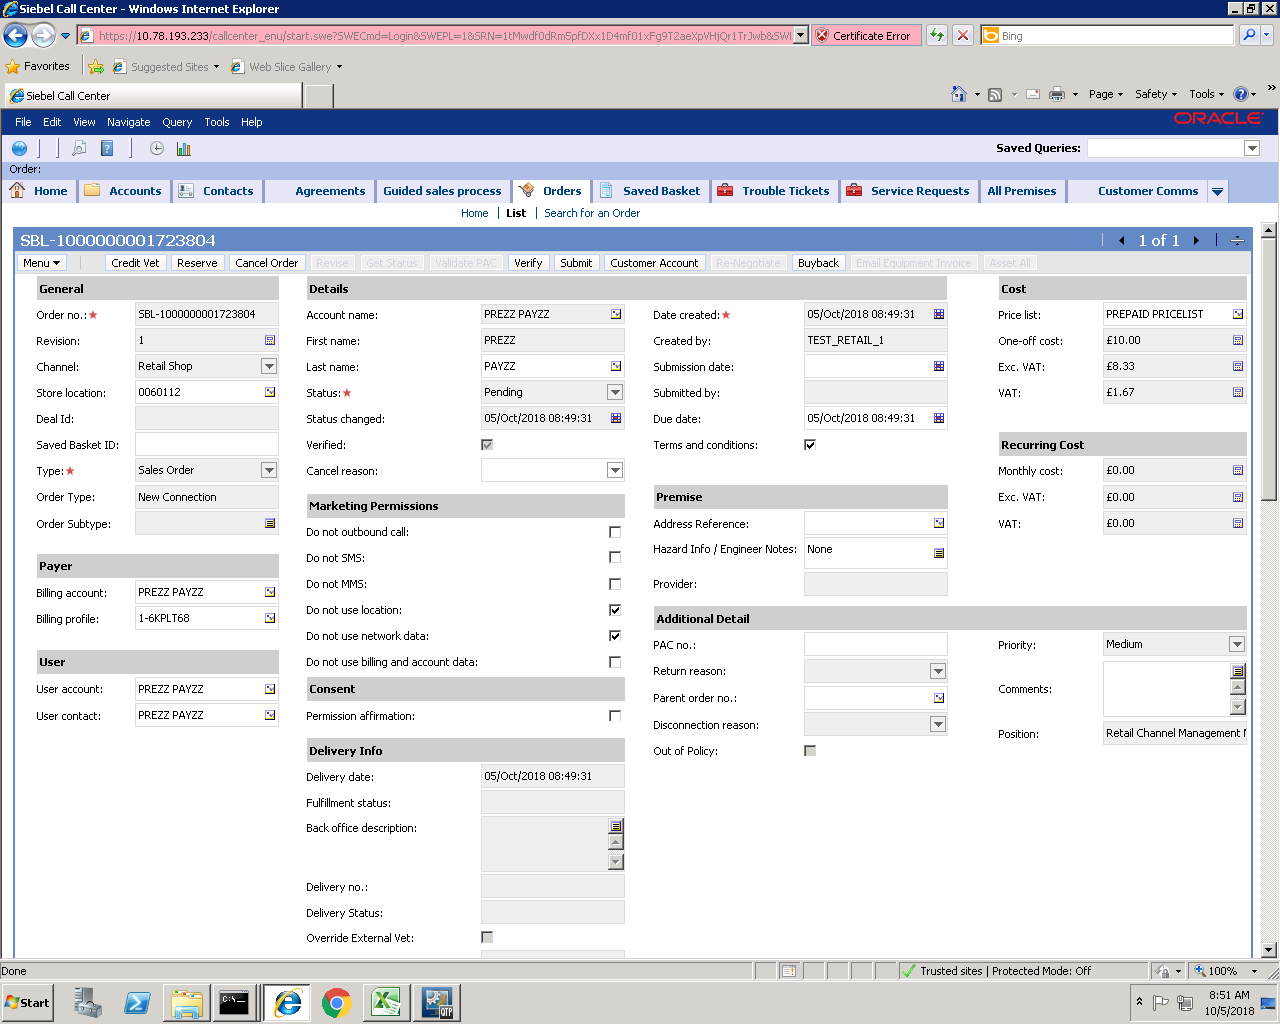 Siebel Call Center - Windows Internet Explorer
Certificate Error
Bing
Favorites
Suggested Sites
Web Slice Gallery
Siebel Call Center
Page
Safety
Tools
File Edit View Navigate Query Tools Help
ORACLE
Saved Queries:
Order:
Home Accounts Contacts Agreements Guided sales process Orders Saved Basket Trouble Tickets Service Requests All Premises Customer Comms
Home | List | Search for an Order
SBL-1000000001723804
1 of 1
Menu Credit Vet Reserve Cancel Order Revise Get Status Validate PAC Verify Submit Customer Account Re-Negotiate Buyback Email Equipment Invoice Asset All
General
Order no.: SBL-1000000001723804
Revision: 1
Channel: Retail Shop
Store location: 0060112
Deal Id:
Saved Basket ID:
Type: Sales Order
Order Type: New Connection
Order Subtype:
Payer
Billing account: PREZZ PAYZZ
Billing profile: 1-6KPLT68
User
User account: PREZZ PAYZZ
User contact: PREZZ PAYZZ
Details
Account name: PREZZ PAYZZ
First name: PREZZ
Last name: PAYZZ
Status: Pending
Status changed: 05/Oct/2018 08:49:31
Verified:
Cancel reason:
Marketing Permissions
Do not outbound call:
Do not SMS:
Do not MMS:
Do not use location:
Do not use network data:
Do not use billing and account data:
Consent
Permission affirmation:
Delivery Info
Delivery date: 05/Oct/2018 08:49:31
Fulfillment status:
Back office description:
Delivery no.:
Delivery Status:
Override External Vet:
Date created: 05/Oct/2018 08:49:31
Created by: TEST_RETAIL_1
Submission date:
Submitted by:
Due date: 05/Oct/2018 08:49:31
Terms and conditions:
Premise
Address Reference:
Hazard Info / Engineer Notes: None
Provider:
Additional Detail
PAC no.:
Return reason:
Parent order no.:
Disconnection reason:
Out of Policy:
Cost
Price list: PREPAID PRICELIST
One-off cost: £10.00
Exc. VAT: £8.33
VAT: £1.67
Recurring Cost
Monthly cost: £0.00
Exc. VAT: £0.00
VAT: £0.00
Priority: Medium
Comments:
Position: Retail Channel Management
Done
Trusted sites | Protected Mode: Off
100%
Start
QTP
8:51 AM
10/5/2018